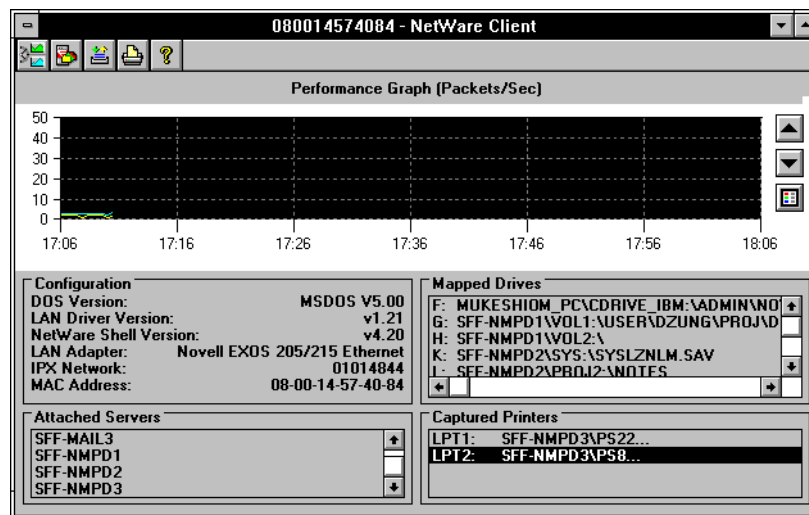 080014574084 - NetWare Client
Performance Graph (Packets/Sec)
50
40
30
20
10
0
17:06 17:16 17:26 17:36 17:46 17:56 18:06
Configuration
DOS Version: MSDOS V5.00
LAN Driver Version: v1.21
NetWare Shell Version: v4.20
LAN Adapter: Novell EXOS 205/215 Ethernet
IPX Network: 01014844
MAC Address: 08-00-14-57-40-84
Mapped Drives
F: MUKESHIOM_PC\CDRIVE_IBM:\ADMIN\NO
G: SFF-NMPD1\VOL1:\USER\DZUNG\PROJ\D
H: SFF-NMPD1\VOL2:\
K: SFF-NMPD2\SYS:\SYSLZNLM.SAV
L: SFF-NMPD2\PROJ2:\NOTES
Attached Servers
SFF-MAIL3
SFF-NMPD1
SFF-NMPD2
SFF-NMPD3
Captured Printers
LPT1: SFF-NMPD3\PS22...
LPT2: SFF-NMPD3\PS8...